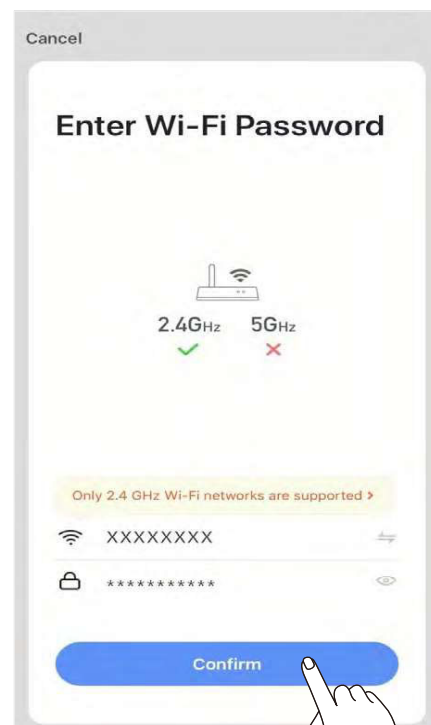 Cancel
Enter Wi-Fi Password
2.4GHz 5GHz
Only 2.4 GHz Wi-Fi networks are supported >
XXXXXXXX
***********
Confirm